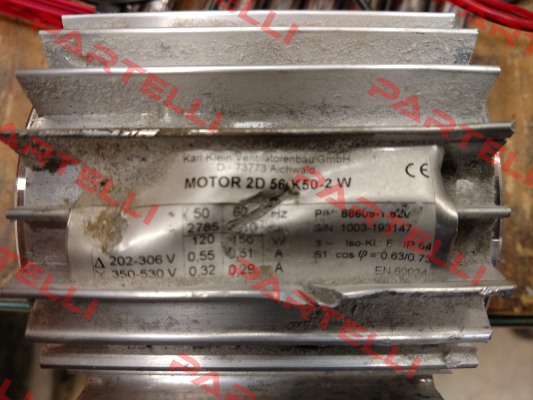 Karl Klein Ventilatorenbau GmbH
D - 73773 Aichwald
MOTOR 2D 56/K50-2 W
CE
50 60 Hz
2785
120 150 W
Δ 202-306 V 0,55 0,51 A
Y 350-530 V 0,32 0,29 A
S/N 1003-193147
3~ Iso-Kl. F IP 54
S1 cos φ = 0.63/0.73
EN 60034
PARTELLI
PARTELLI
PARTELLI
PARTELLI
PARTELLI